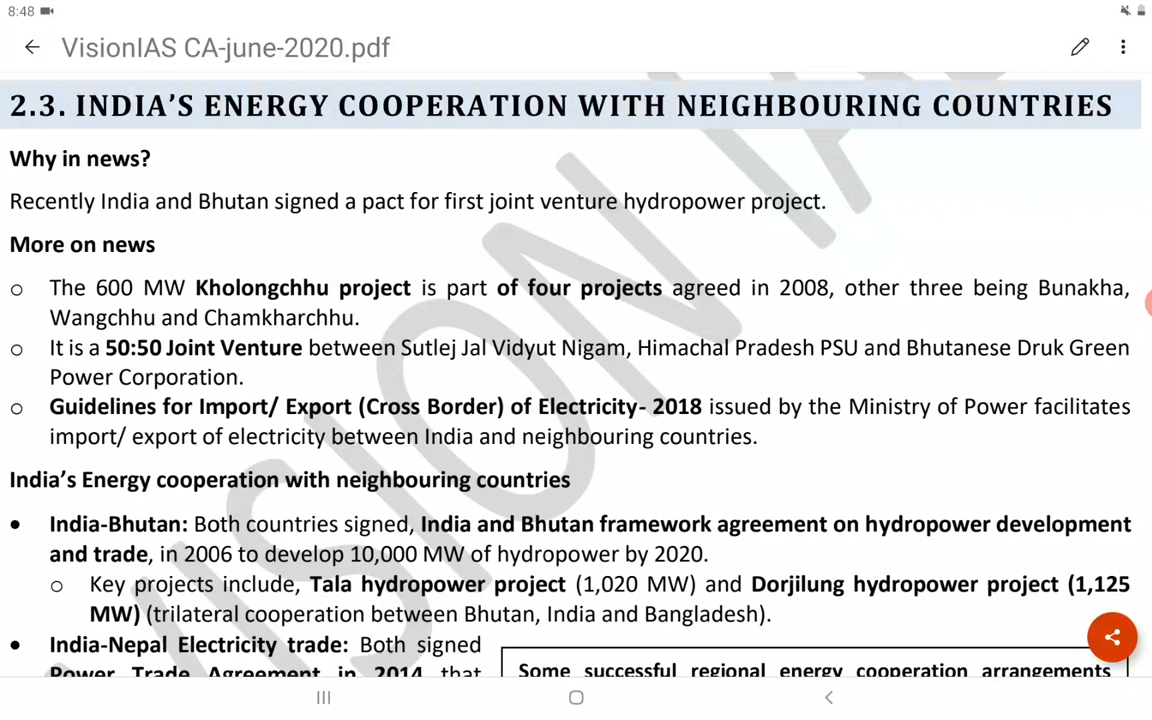 8:48
VisionIAS CA-june-2020.pdf
2.3. INDIA'S ENERGY COOPERATION WITH NEIGHBOURING COUNTRIES
Why in news?
Recently India and Bhutan signed a pact for first joint venture hydropower project.
More on news
o The 600 MW Kholongchhu project is part of four projects agreed in 2008, other three being Bunakha,
Wangchhu and Chamkharchhu.
o It is a 50:50 Joint Venture between Sutlej Jal Vidyut Nigam, Himachal Pradesh PSU and Bhutanese Druk Green
Power Corporation.
o Guidelines for Import/ Export (Cross Border) of Electricity- 2018 issued by the Ministry of Power facilitates
import/ export of electricity between India and neighbouring countries.
India's Energy cooperation with neighbouring countries
• India-Bhutan: Both countries signed, India and Bhutan framework agreement on hydropower development
and trade, in 2006 to develop 10,000 MW of hydropower by 2020.
o Key projects include, Tala hydropower project (1,020 MW) and Dorjilung hydropower project (1,125
MW) (trilateral cooperation between Bhutan, India and Bangladesh).
• India-Nepal Electricity trade: Both signed
Power Trade Agreement in 2014 that
Some successful regional energy cooperation arrangements
VISION IA